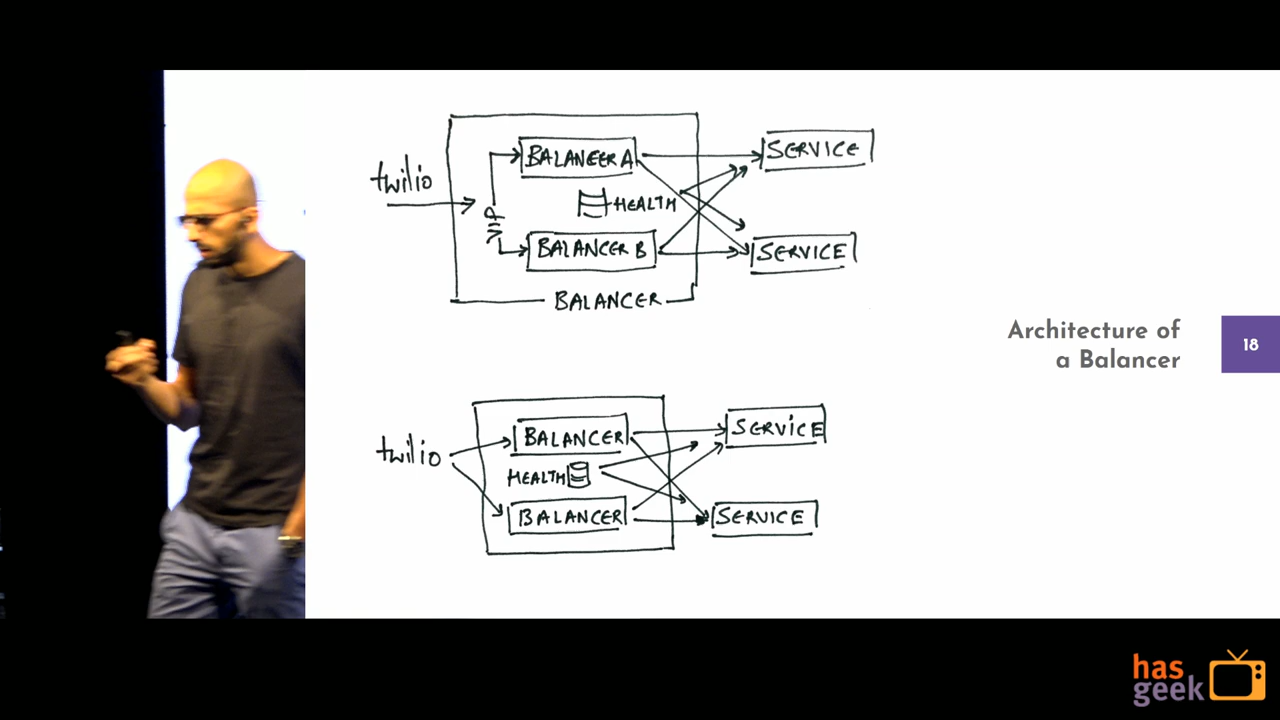 twilio
VIP
BALANCER A
HEALTH
BALANCER B
BALANCER
SERVICE
SERVICE
Architecture of
a Balancer
18
twilio
BALANCER
HEALTH
BALANCER
SERVICE
SERVICE
has
geek